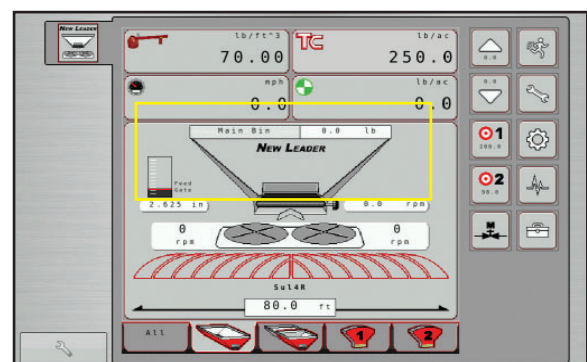 NEW LEADER
lb/ft^3
70.00
TC
lb/ac
250.0
mph
0.0
lb/ac
0.0
Main Bin 0.0 lb
NEW LEADER
Feed
Gate
2.625 in
0.0 rpm
0
rpm
0
rpm
Sul4R
80.0 ft
All
1
2
0.0
0.0
1
200.0
2
90.0
M